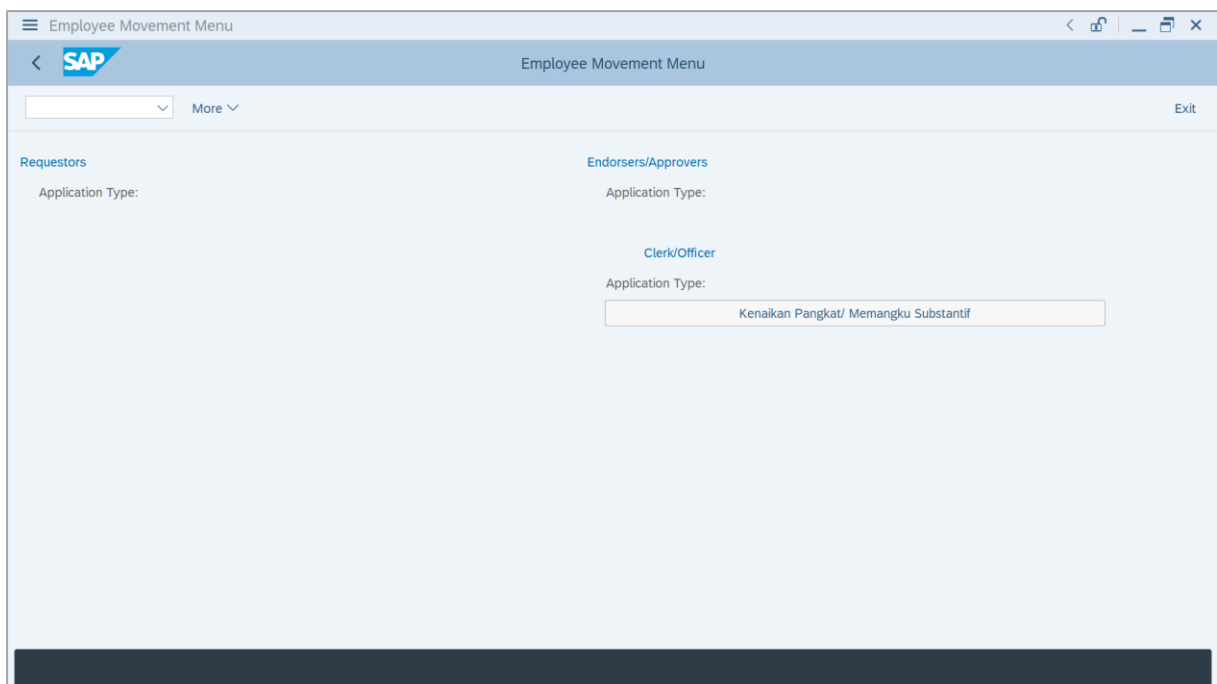 Employee Movement Menu
SAP
Employee Movement Menu
More
Exit
Requestors
Application Type:
Endorsers/Approvers
Application Type:
Clerk/Officer
Application Type:
Kenaikan Pangkat/ Memangku Substantif